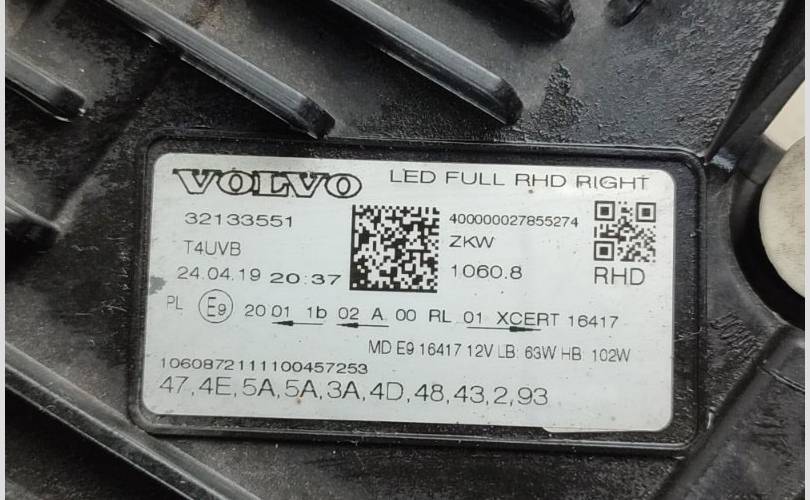 VOLVO LED FULL RHD RIGHT
32133551 400000027855274
T4UVB ZKW
24.04.19 20:37 1060.8 RHD
PL E9 20 01 1b 02 A 00 RL 01 XCERT 16417
MD E9 16417 12V LB: 63W HB: 102W
1060872111100457253
47,4E,5A,5A,3A,4D,48,43,2,93